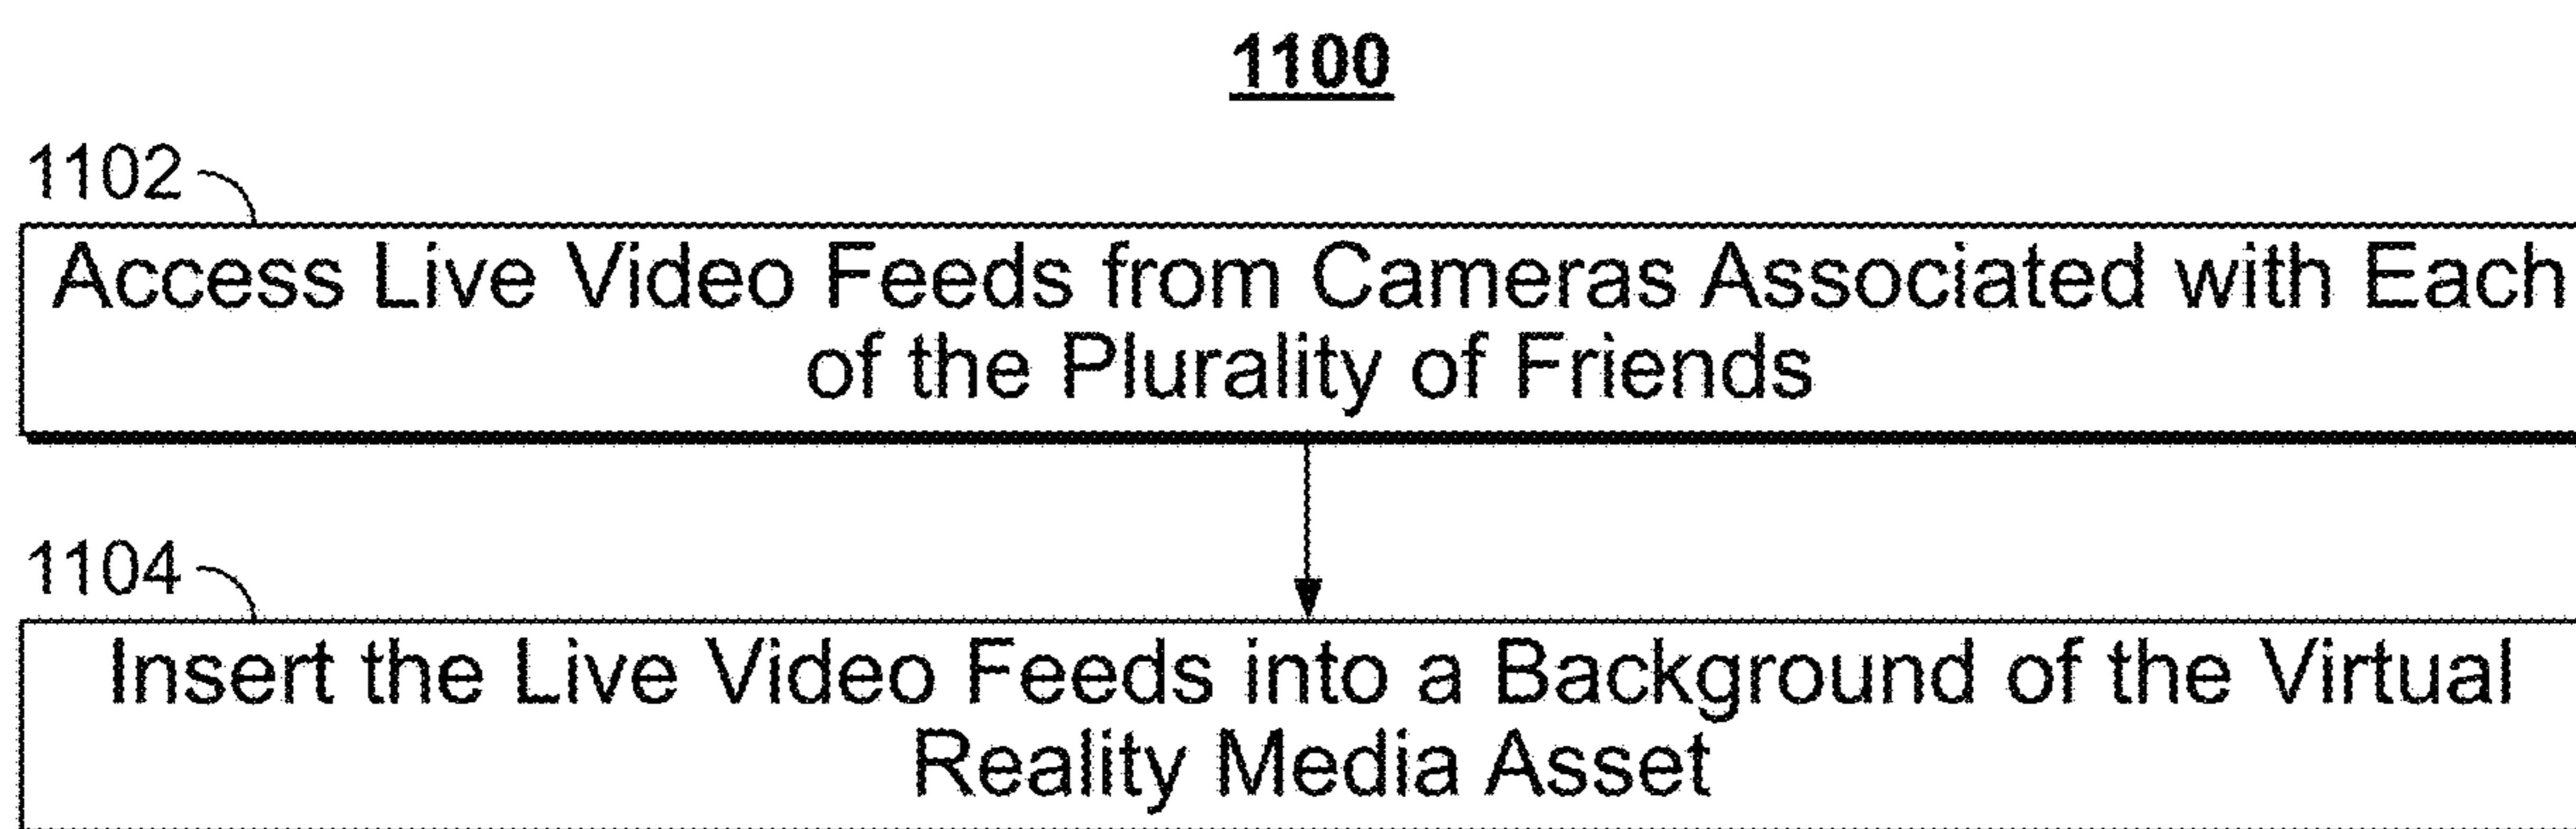 1100
1102
Access Live Video Feeds from Cameras Associated with Each
of the Plurality of Friends
1104
Insert the Live Video Feeds into a Background of the Virtual
Reality Media Asset